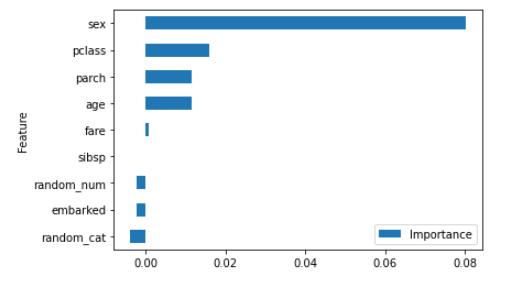 sex
pclass
parch
age
fare
sibsp
random_num
embarked
random_cat
Feature
Importance
0.00 0.02 0.04 0.06 0.08